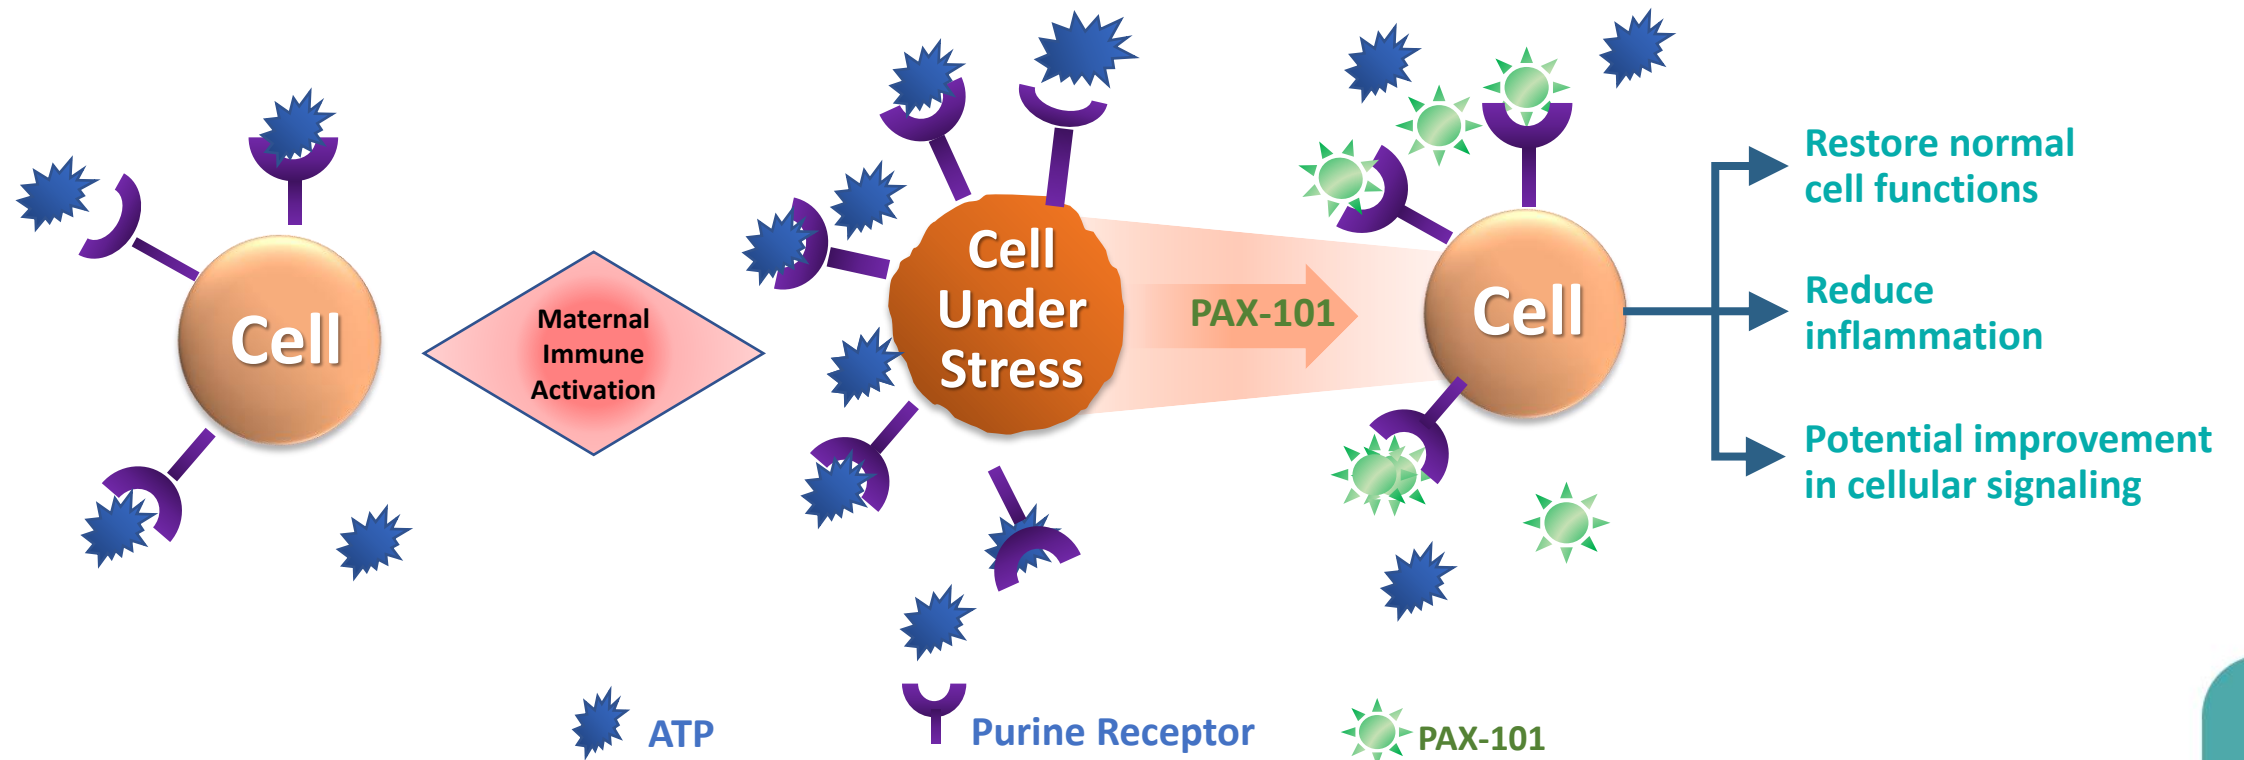 Cell
Maternal
Immune
Activation
Cell
Under
Stress
PAX-101
Cell
Restore normal
cell functions
Reduce
inflammation
Potential improvement
in cellular signaling
ATP
Purine Receptor
PAX-101